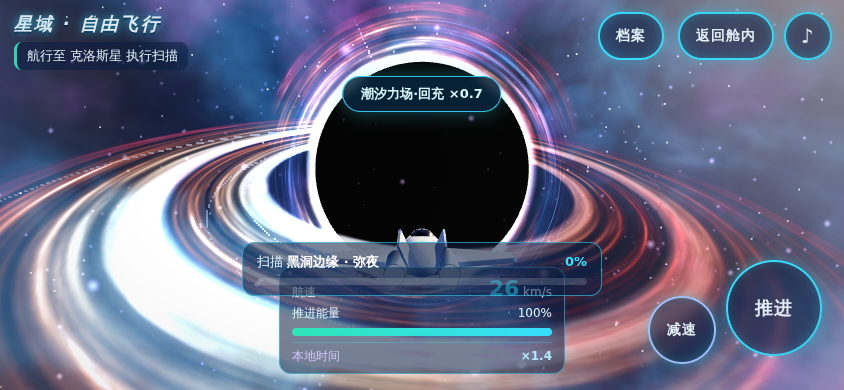 星域 · 自由飞行
航行至 克洛斯星 执行扫描
档案
返回舱内
♪
潮汐力场·回充 ×0.7
扫描 黑洞边缘 · 弥夜 0%
航速 26 km/s
推进能量 100%
本地时间 ×1.4
减速
推进